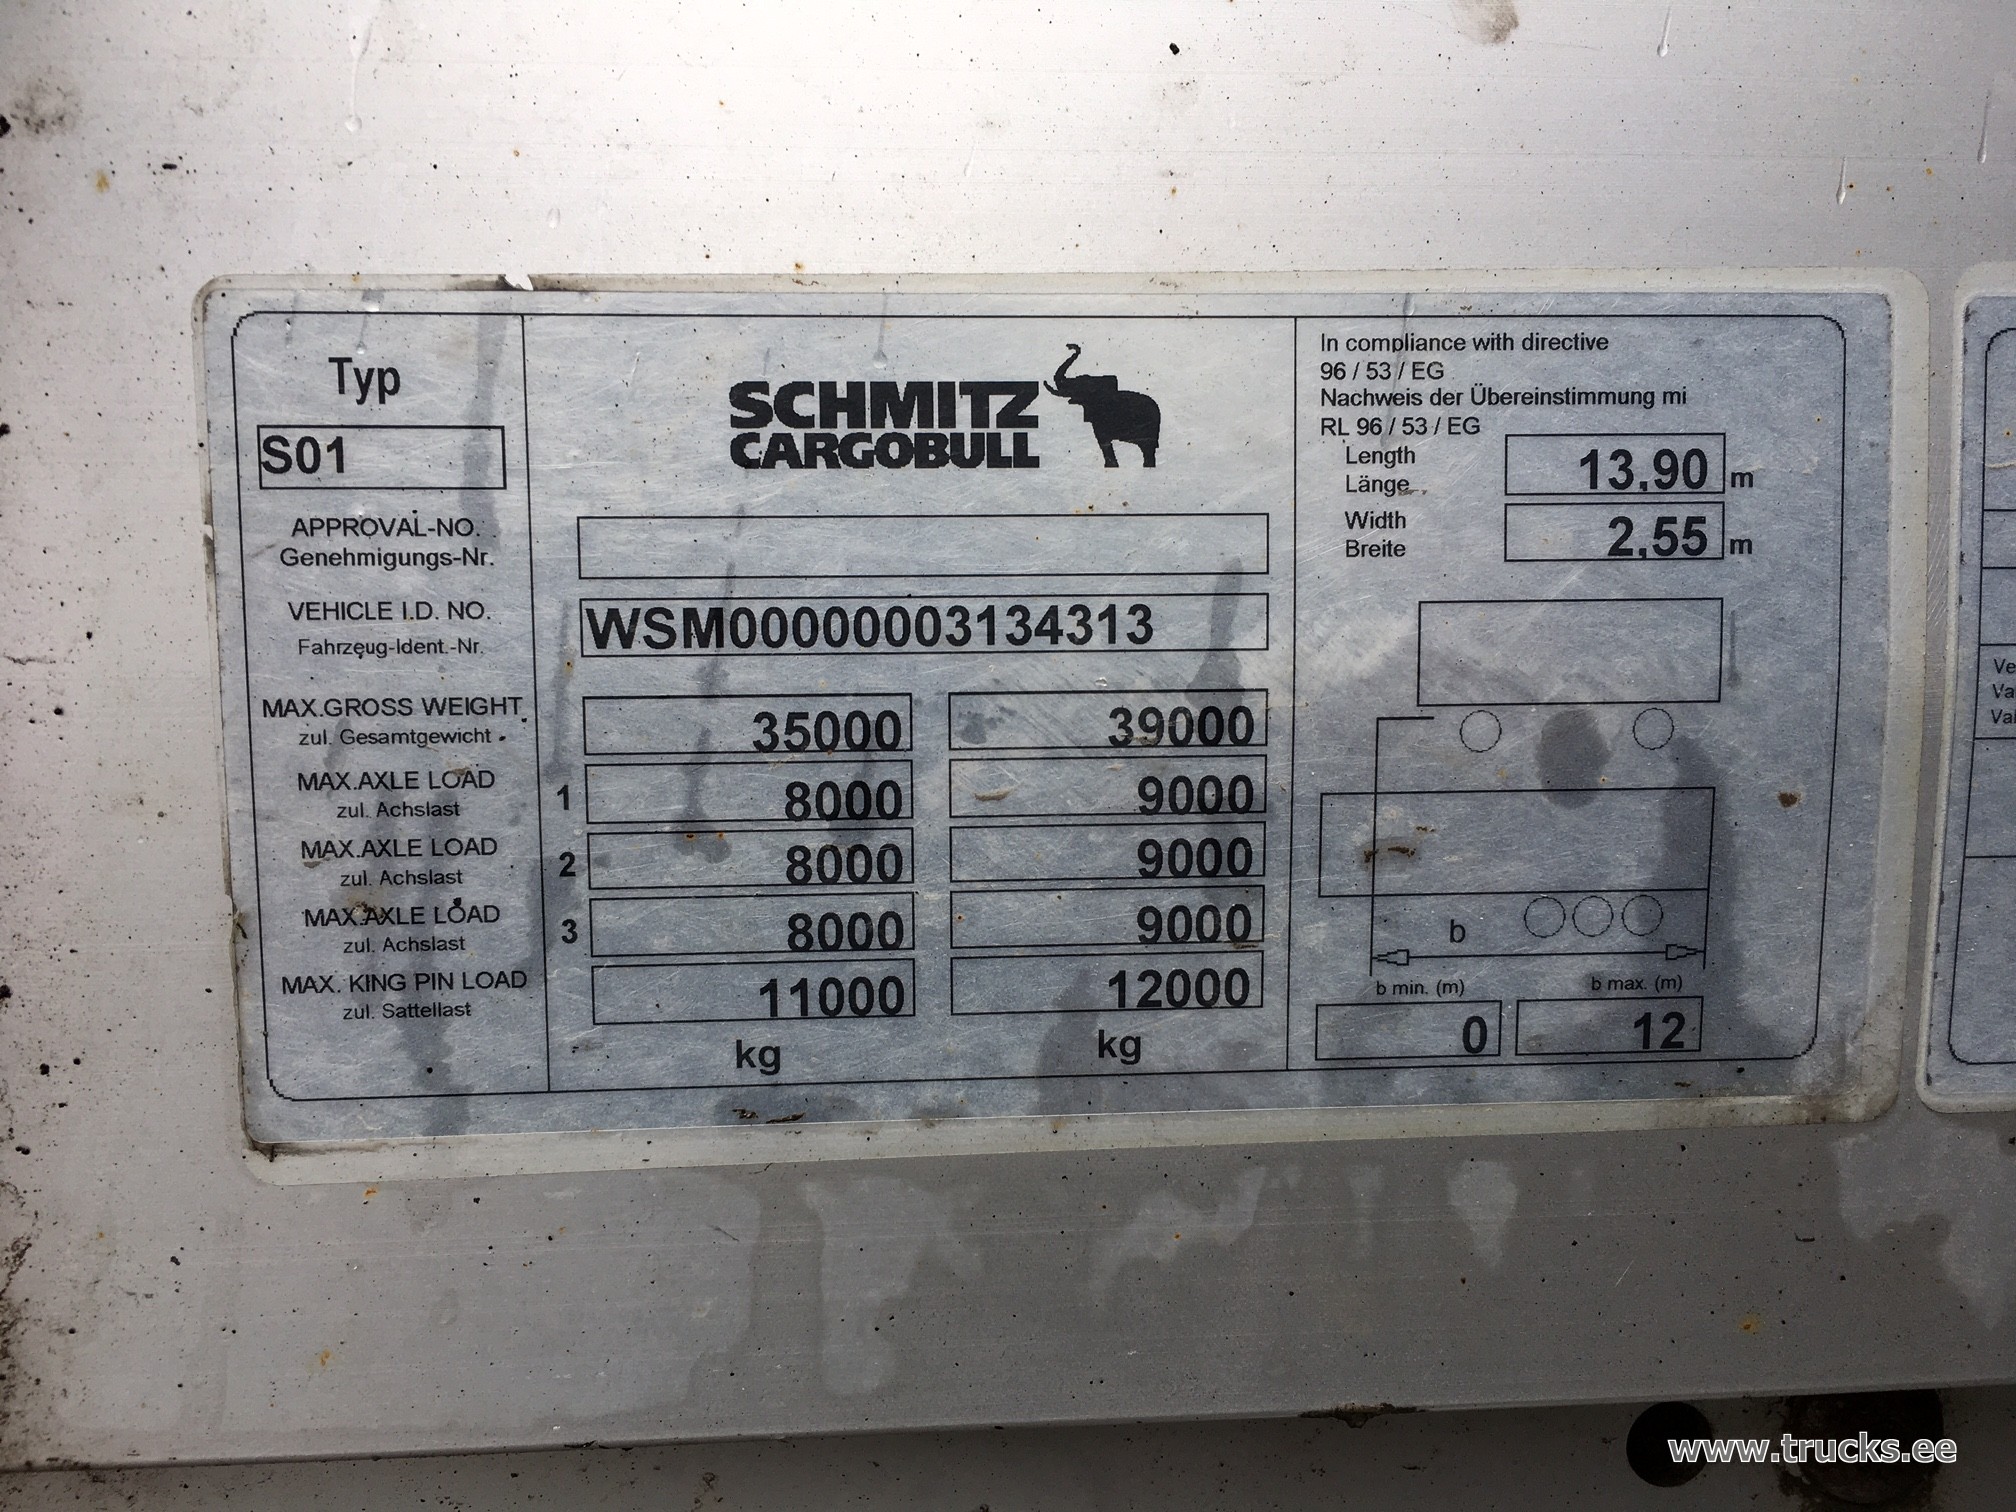 Typ
S01
SCHMITZ
CARGOBULL
APPROVAL-NO.
Genehmigungs-Nr.
VEHICLE I.D. NO.
Fahrzeug-Ident.-Nr.
WSM00000003134313
MAX.GROSS WEIGHT
zul. Gesamtgewicht
35000 39000
MAX.AXLE LOAD
zul. Achslast
1 8000 9000
MAX.AXLE LOAD
zul. Achslast
2 8000 9000
MAX.AXLE LOAD
zul. Achslast
3 8000 9000
MAX. KING PIN LOAD
zul. Sattellast
11000 12000
kg kg
In compliance with directive
96 / 53 / EG
Nachweis der Übereinstimmung mi
RL 96 / 53 / EG
Length
Länge
13,90 m
Width
Breite
2,55 m
b
b min. (m) b max. (m)
0 12
Ve
Va
Val
www.trucks.ee